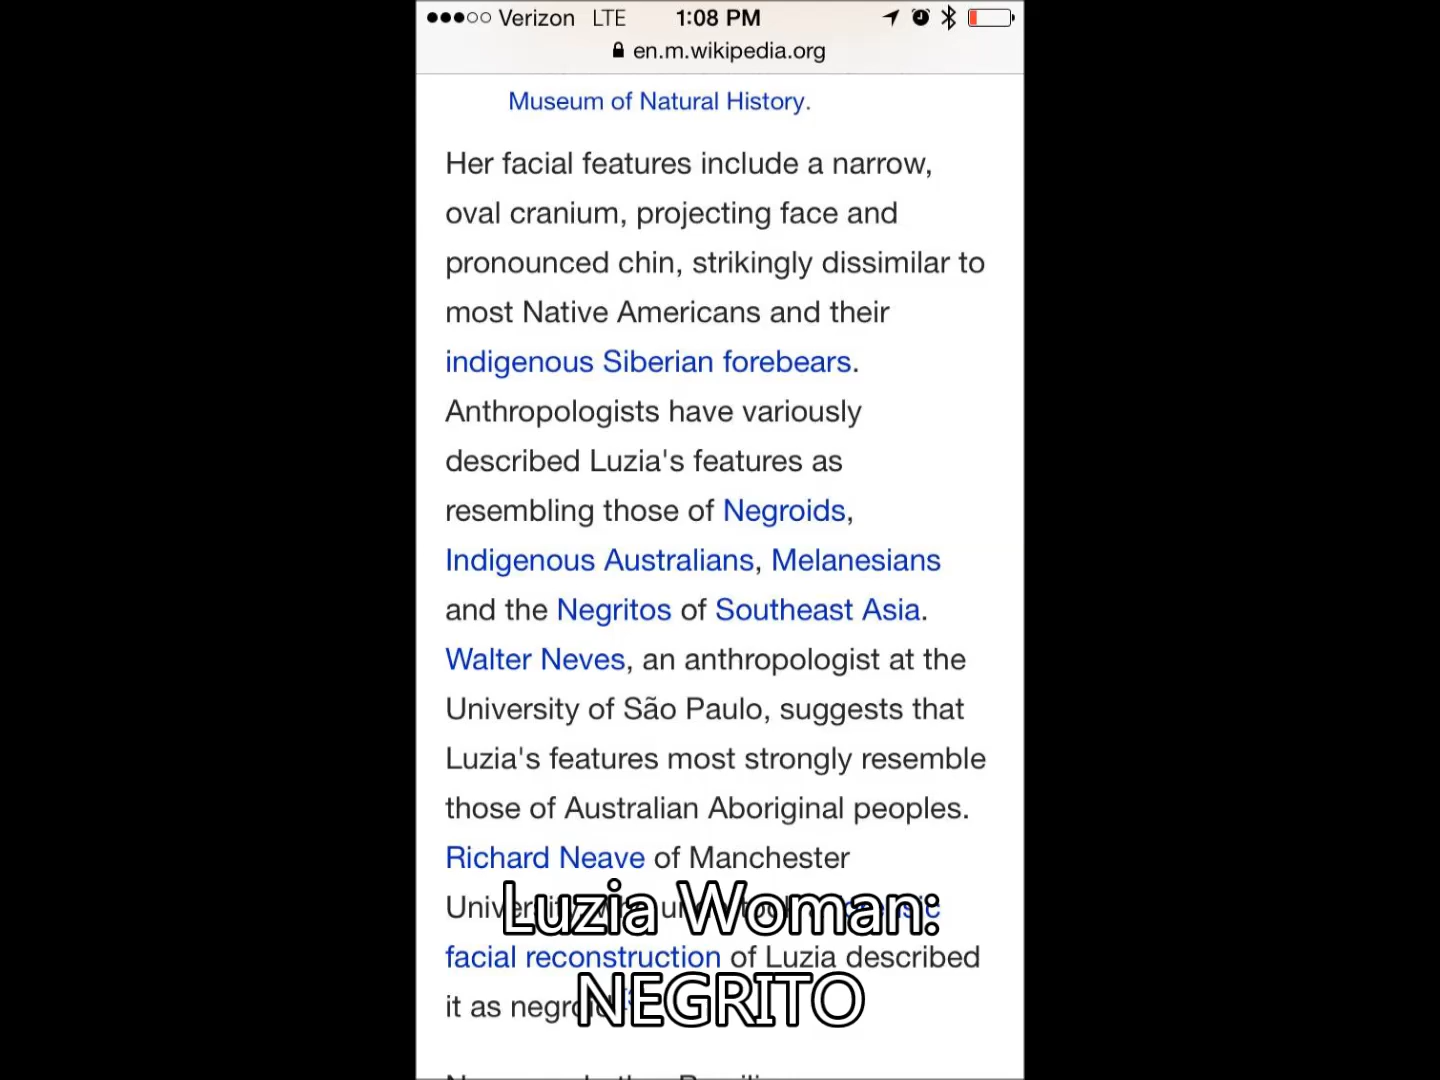 Verizon LTE 1:08 PM
en.m.wikipedia.org
Museum of Natural History.
Her facial features include a narrow,
oval cranium, projecting face and
pronounced chin, strikingly dissimilar to
most Native Americans and their
indigenous Siberian forebears.
Anthropologists have variously
described Luzia's features as
resembling those of Negroids,
Indigenous Australians, Melanesians
and the Negritos of Southeast Asia.
Walter Neves, an anthropologist at the
University of São Paulo, suggests that
Luzia's features most strongly resemble
those of Australian Aboriginal peoples.
Richard Neave of Manchester
Luzia Woman:
facial reconstruction of Luzia described
it as
NEGRITO